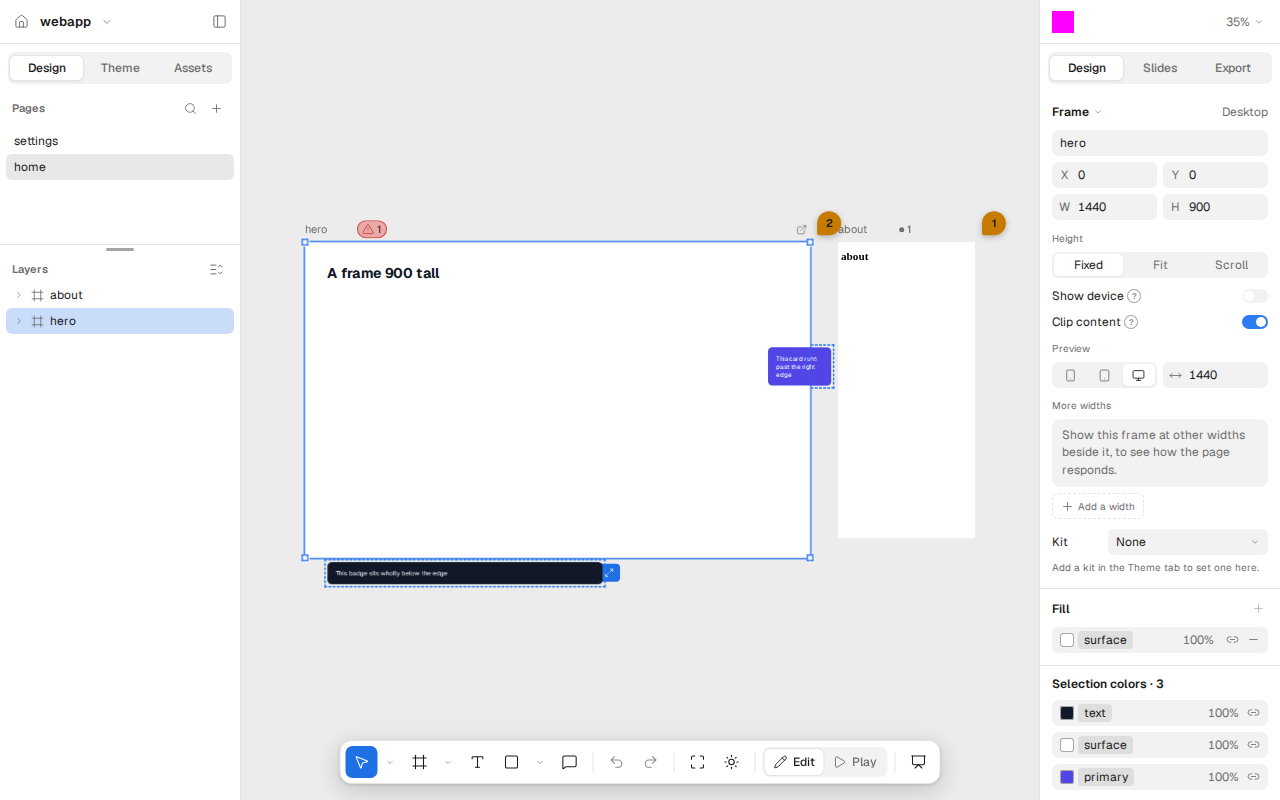 webapp
35%
Design
Theme
Assets
Design
Slides
Export
Pages
settings
home
Layers
about
hero
hero
1
2
about
1
1
A frame 900 tall
about
This card runs
past the right
edge
This badge sits wholly below the edge
Edit
Play
Frame
Desktop
hero
X 0
Y 0
W 1440
H 900
Height
Fixed
Fit
Scroll
Show device ?
Clip content ?
Preview
1440
More widths
Show this frame at other widths
beside it, to see how the page
responds.
Add a width
Kit
None
Add a kit in the Theme tab to set one here.
Fill
surface 100%
Selection colors · 3
text 100%
surface 100%
primary 100%